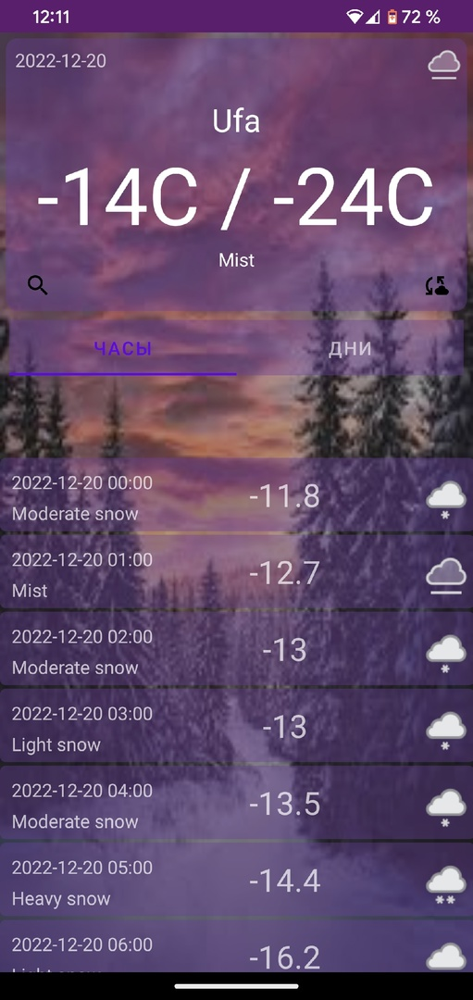 12:11
72 %
2022-12-20
Ufa
-14C / -24C
Mist
ЧАСЫ
ДНИ
2022-12-20 00:00
-11.8
Moderate snow
2022-12-20 01:00
-12.7
Mist
2022-12-20 02:00
-13
Moderate snow
2022-12-20 03:00
-13
Light snow
2022-12-20 04:00
-13.5
Moderate snow
2022-12-20 05:00
-14.4
Heavy snow
2022-12-20 06:00
-16.2